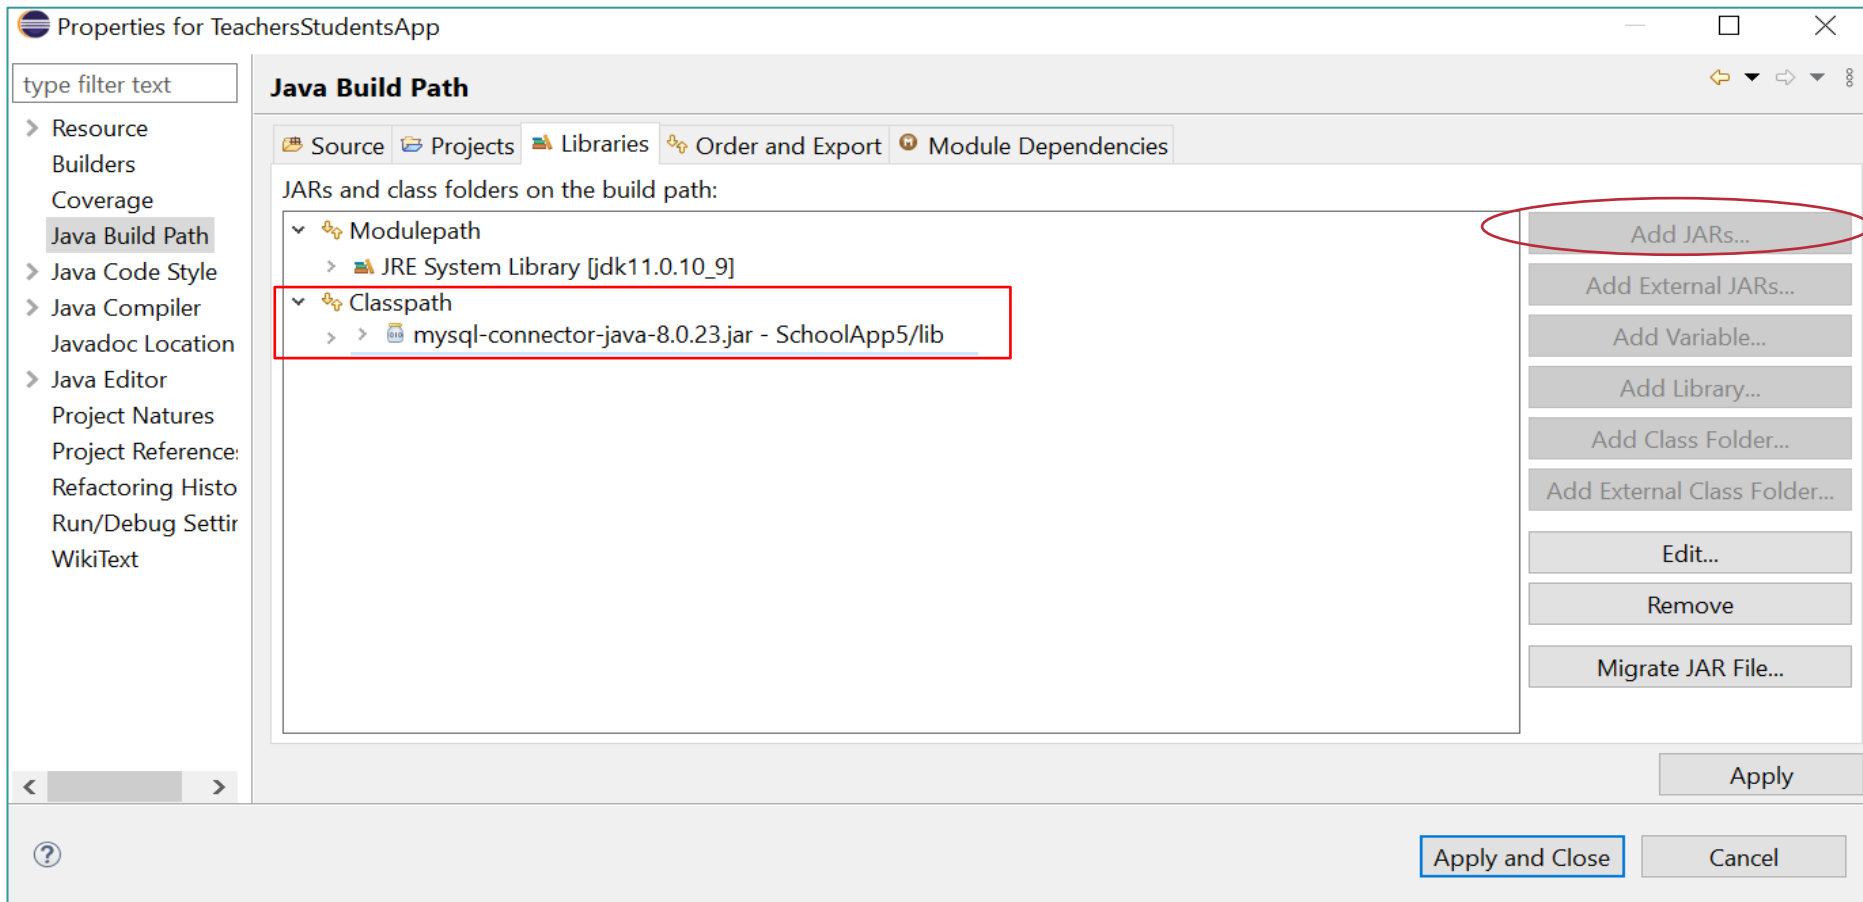 Properties for TeachersStudentsApp
type filter text
Resource
Builders
Coverage
Java Build Path
Java Code Style
Java Compiler
Javadoc Location
Java Editor
Project Natures
Project Reference
Refactoring Histo
Run/Debug Settin
WikiText
Java Build Path
Source Projects Libraries Order and Export Module Dependencies
JARs and class folders on the build path:
Modulepath
JRE System Library [jdk11.0.10_9]
Classpath
mysql-connector-java-8.0.23.jar - SchoolApp5/lib
Add JARs...
Add External JARs...
Add Variable...
Add Library...
Add Class Folder...
Add External Class Folder...
Edit...
Remove
Migrate JAR File...
Apply
Apply and Close Cancel